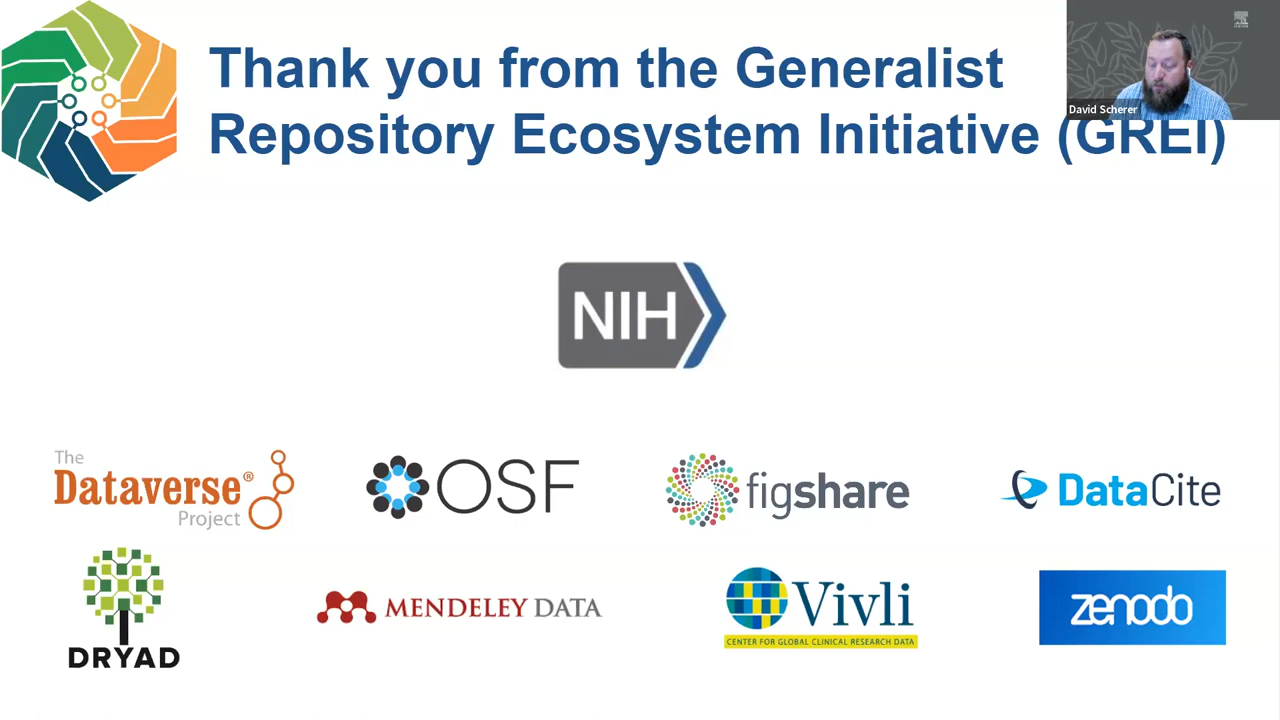 Thank you from the Generalist
Repository Ecosystem Initiative (GREI)
David Scherer
NIH
The
Dataverse®
Project
OSF
figshare
DataCite
DRYAD
MENDELEY DATA
Vivli
CENTER FOR GLOBAL CLINICAL RESEARCH DATA
zenodo